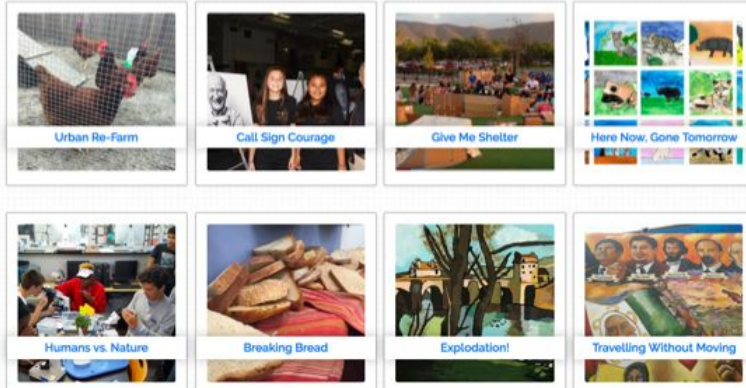 Urban Re-Farm
Call Sign Courage
Give Me Shelter
Here Now, Gone Tomorrow
Humans vs. Nature
Breaking Bread
Explodation!
Travelling Without Moving